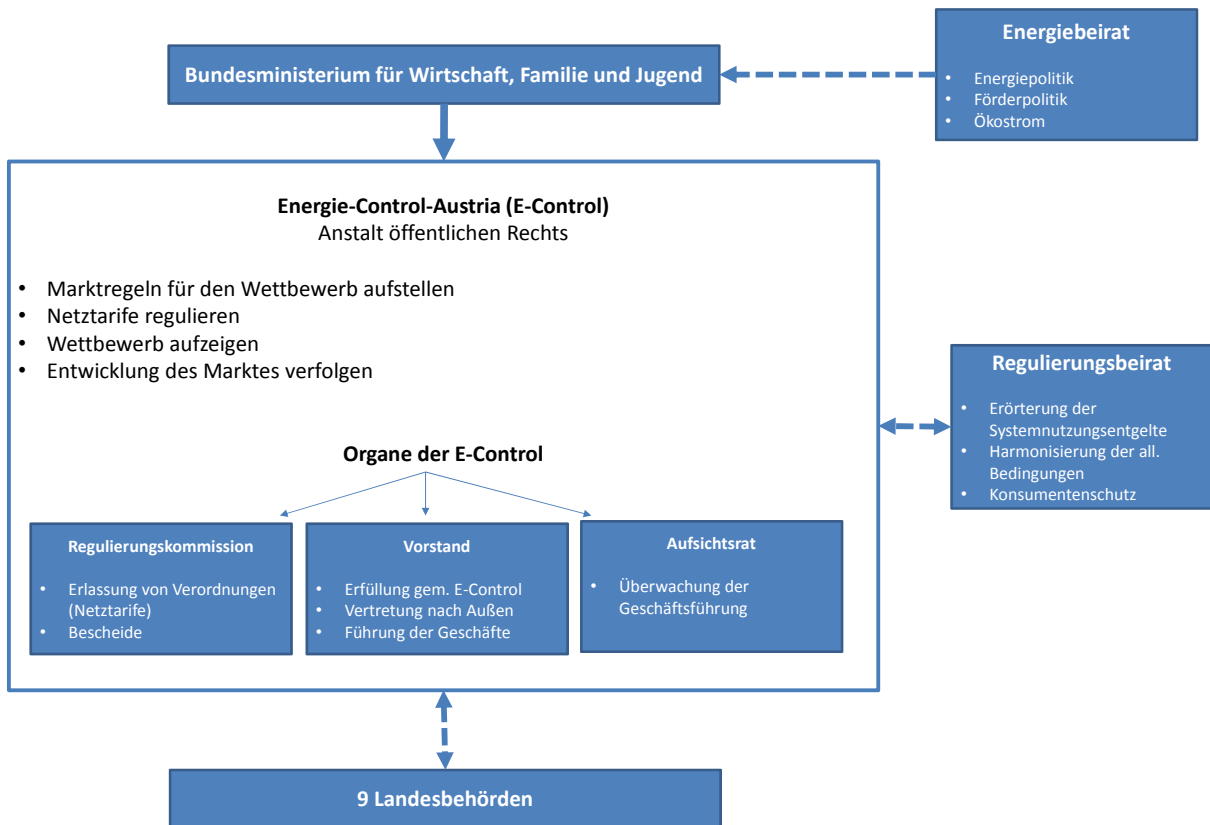 Bundesministerium für Wirtschaft, Familie und Jugend
Energiebeirat
• Energiepolitik
• Förderpolitik
• Ökostrom
Energie-Control-Austria (E-Control)
Anstalt öffentlichen Rechts
• Marktregeln für den Wettbewerb aufstellen
• Netztarife regulieren
• Wettbewerb aufzeigen
• Entwicklung des Marktes verfolgen
Regulierungsbeirat
• Erörterung der
Systemnutzungsentgelte
• Harmonisierung der all.
Bedingungen
• Konsumentenschutz
Organe der E-Control
Regulierungskommission
• Erlassung von Verordnungen
(Netztarife)
• Bescheide
Vorstand
• Erfüllung gem. E-Control
• Vertretung nach Außen
• Führung der Geschäfte
Aufsichtsrat
• Überwachung der
Geschäftsführung
9 Landesbehörden